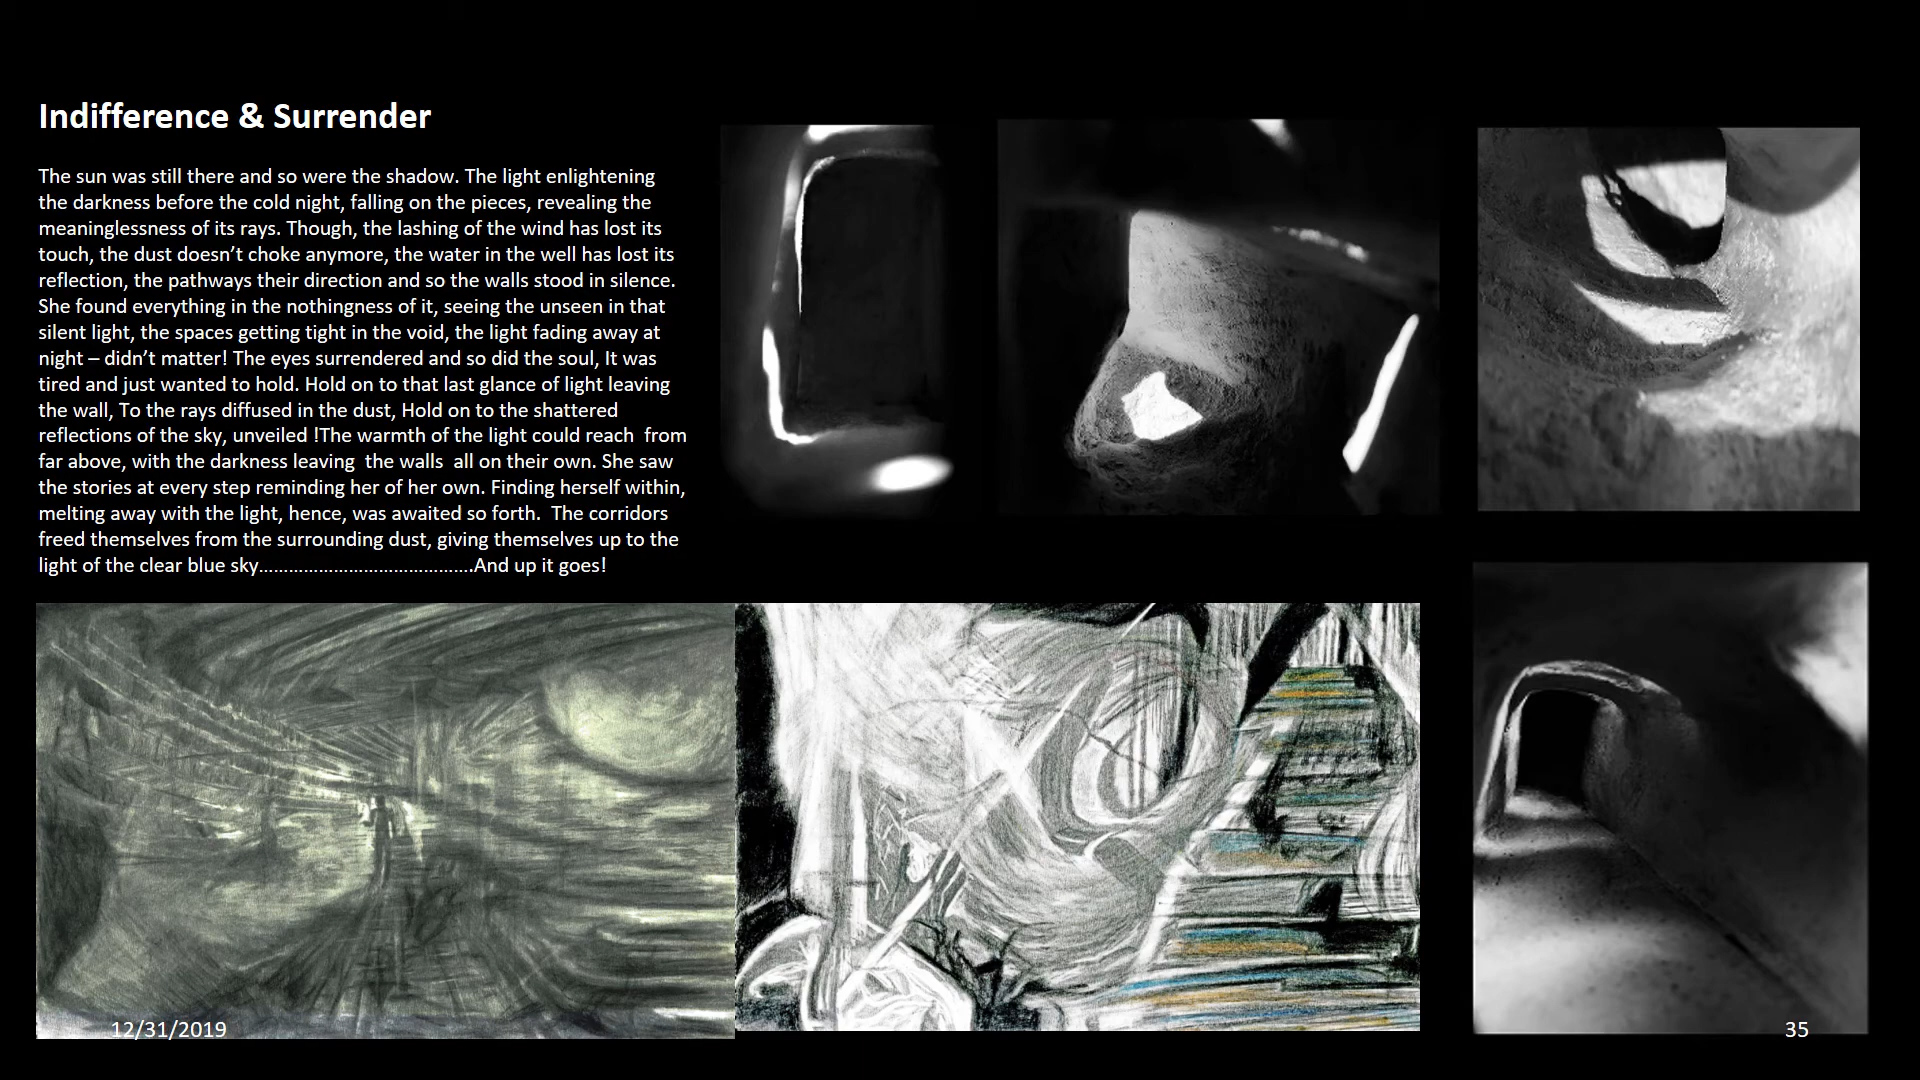 Indifference & Surrender
The sun was still there and so were the shadow. The light enlightening
the darkness before the cold night, falling on the pieces, revealing the
meaninglessness of its rays. Though, the lashing of the wind has lost its
touch, the dust doesn’t choke anymore, the water in the well has lost its
reflection, the pathways their direction and so the walls stood in silence.
She found everything in the nothingness of it, seeing the unseen in that
silent light, the spaces getting tight in the void, the light fading away at
night – didn’t matter! The eyes surrendered and so did the soul, It was
tired and just wanted to hold. Hold on to that last glance of light leaving
the wall, To the rays diffused in the dust, Hold on to the shattered
reflections of the sky, unveiled !The warmth of the light could reach  from
far above, with the darkness leaving  the walls  all on their own. She saw
the stories at every step reminding her of her own. Finding herself within,
melting away with the light, hence, was awaited so forth.  The corridors
freed themselves from the surrounding dust, giving themselves up to the
light of the clear blue sky…………………………………….And up it goes!
12/31/2019
35